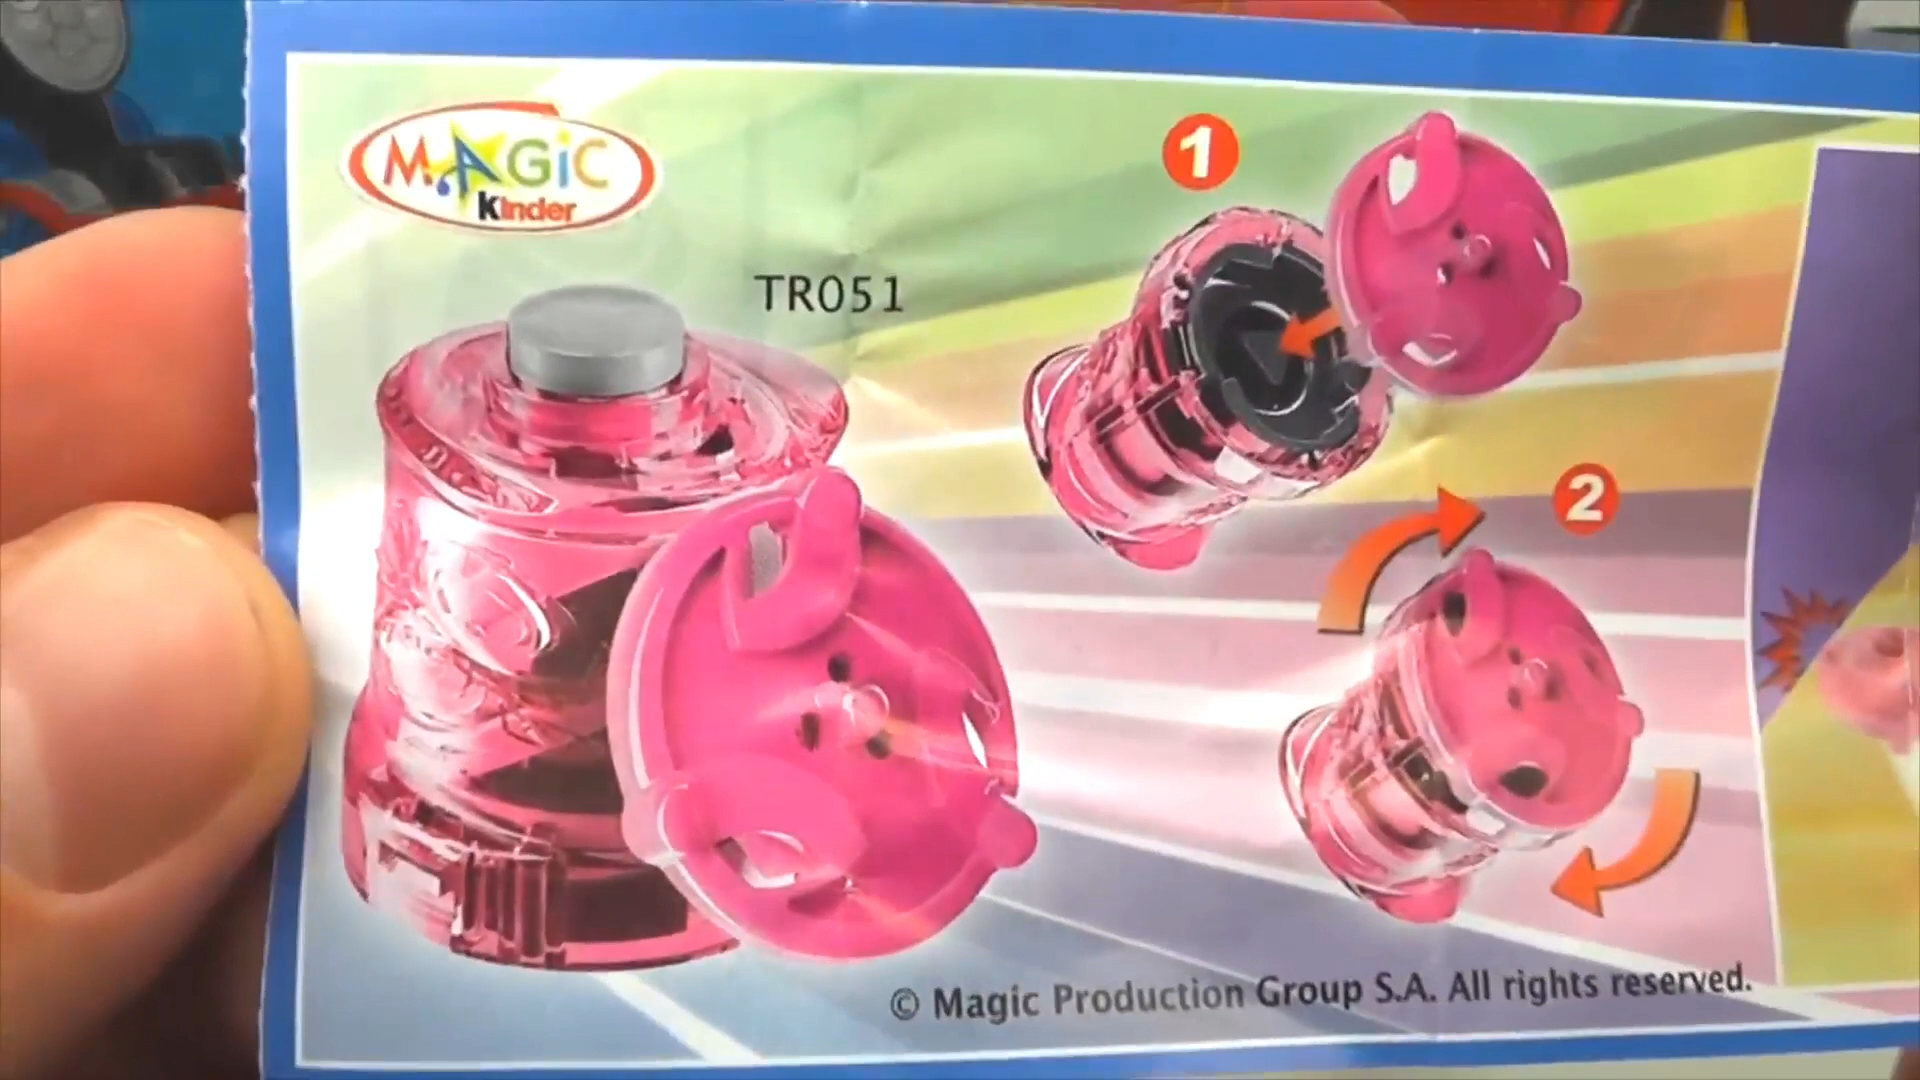 MAGiC
Kinder
TR051
1
2
© Magic Production Group S.A. All rights reserved.